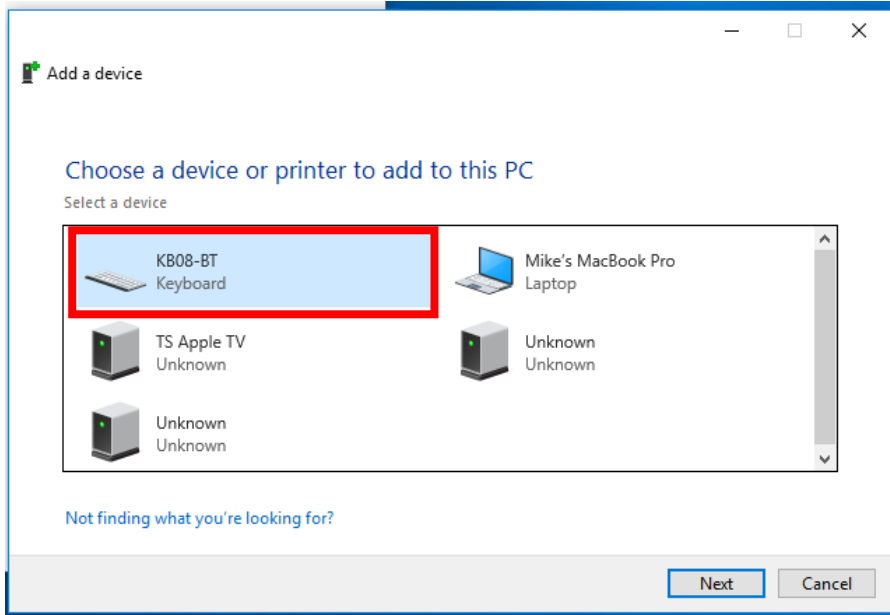 Add a device
Choose a device or printer to add to this PC
Select a device
KB08-BT
Keyboard
Mike's MacBook Pro
Laptop
TS Apple TV
Unknown
Unknown
Unknown
Unknown
Unknown
Not finding what you're looking for?
Next
Cancel